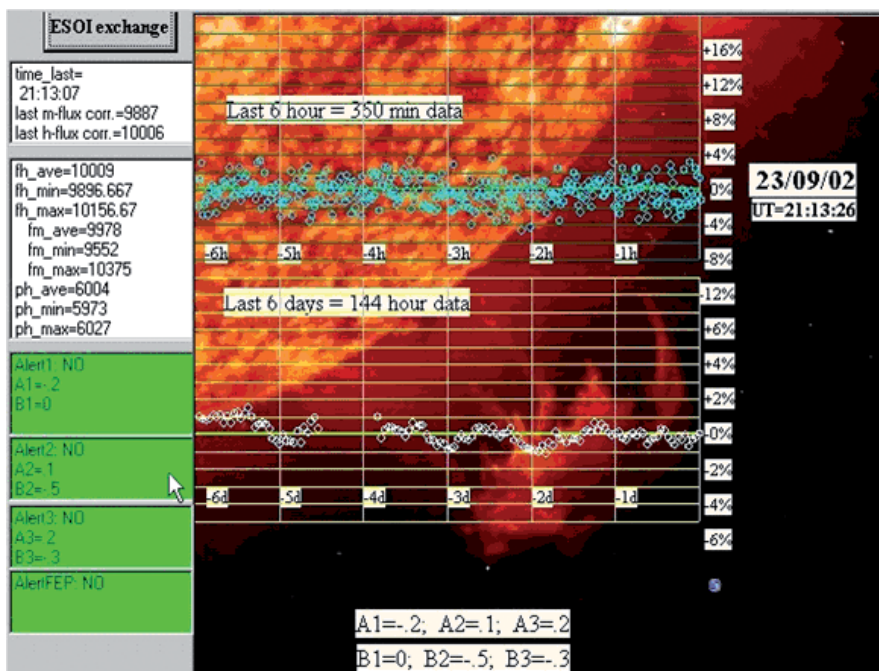 ESOI exchange
time_last=
21:13:07
last m-flux corr.=9887
last h-flux corr.=10006
fh_ave=10009
fh_min=9896.667
fh_max=10156.67
fm_ave=9978
fm_min=9552
fm_max=10375
ph_ave=6004
ph_min=5973
ph_max=6027
Alert1: NO
A1=-.2
B1=0
Alert2: NO
A2=.1
B2=-.5
Alert3: NO
A3=.2
B3=-.3
AlertFEP: NO
Last 6 hour = 350 min data
-6h -5h -4h -3h -2h -1h
+16%
+12%
+8%
+4%
-0%
-4%
-8%
23/09/02
UT=21:13:26
Last 6 days = 144 hour data
-6d -5d -4d -3d -2d -1d
-12%
+6%
+4%
+2%
-0%
-2%
-4%
-6%
A1=-.2; A2=.1; A3=.2
B1=0; B2=-.5; B3=-.3